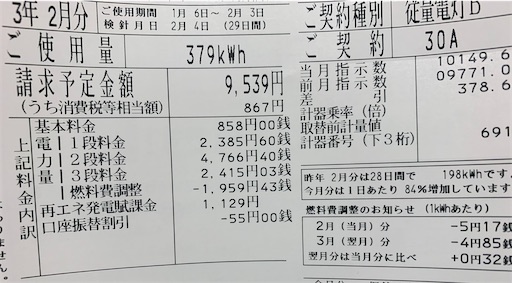 3年 2月分
ご使用期間 1月 6日~ 2月 3日
検針月日 2月 4日 (29日間)
ご使用量 379kWh
請求予定金額 9,539円
(うち消費税等相当額) 867円
上記料金内訳
基本料金 858円00銭
電力量
1段料金 2,385円60銭
2段料金 4,766円40銭
3段料金 2,415円03銭
燃料費調整 -1,959円43銭
再エネ発電賦課金 1,129円
口座振替割引 -55円00銭
りません。
ご契約種別 従量電灯B
ご契約 30A
当月指示数 10149.6
前月指示数 09771.0
差引 378.6
計器乗率(倍)
取替前計量値
計器番号(下3桁) 691
昨年 2月分は28日間で 198kWhです。
今月分は1日あたり 84%増加しています
燃料費調整のお知らせ (1kWhあたり)
2月(当月)分 -5円17銭
3月(翌月)分 -4円85銭
翌月分は当月分に比べ +0円32銭